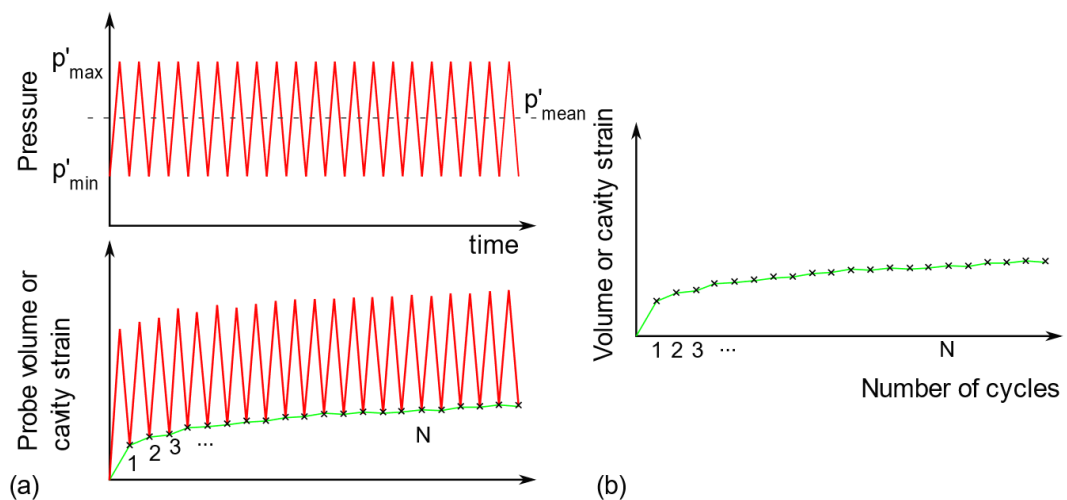 Pressure
p'max
p'mean
p'min
time
Probe volume or
cavity strain
1 2 3 ... N
(a)
Volume or cavity strain
1 2 3 ... N
Number of cycles
(b)